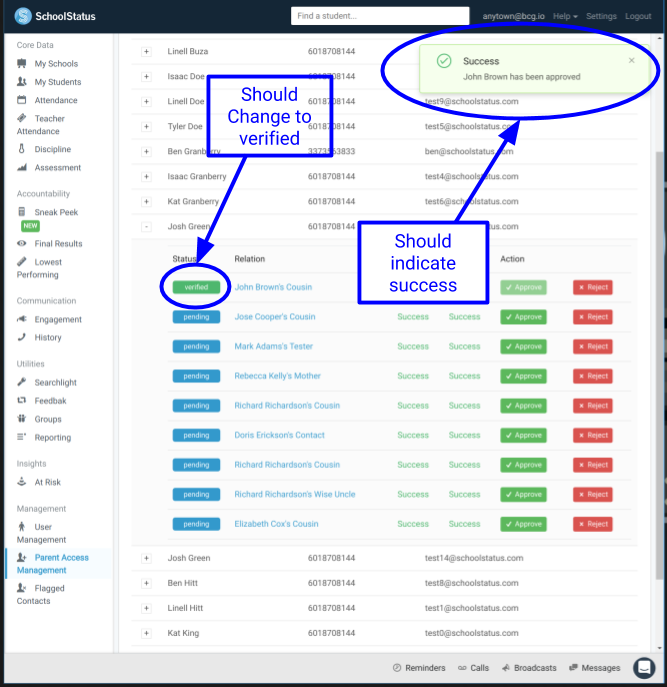 SchoolStatus
Find a student...
anytown@bcg.io Help Settings Logout
Core Data
My Schools
My Students
Attendance
Teacher
Attendance
Discipline
Assessment
Accountability
Sneak Peek
NEW
Final Results
Lowest
Performing
Communication
Engagement
History
Utilities
Searchlight
Feedbak
Groups
Reporting
Insights
At Risk
Management
User
Management
Parent Access
Management
Flagged
Contacts
Linell Buza 6018708144
Isaac Doe 6018708144
Success
John Brown has been approved
Should
Change to
verified
Linell Doe 6018708144 test9@schoolstatus.com
Tyler Doe 6018708144 test5@schoolstatus.com
Ben Granberry 3373563833 ben@schoolstatus.com
Isaac Granberry 6018708144 test4@schoolstatus.com
Kat Granberry 6018708144 test6@schoolstatus.com
Josh Green 6018708144
Should
indicate
success
Status Relation Action
verified John Brown's Cousin Approve Reject
pending Jose Cooper's Cousin Success Success Approve Reject
pending Mark Adams's Tester Success Success Approve Reject
pending Rebecca Kelly's Mother Success Success Approve Reject
pending Richard Richardson's Cousin Success Success Approve Reject
pending Doris Erickson's Contact Success Success Approve Reject
pending Richard Richardson's Cousin Success Success Approve Reject
pending Richard Richardson's Wise Uncle Success Success Approve Reject
pending Elizabeth Cox's Cousin Success Success Approve Reject
Josh Green 6018708144 test14@schoolstatus.com
Ben Hitt 6018708144 test8@schoolstatus.com
Linell Hitt 6018708144 test1@schoolstatus.com
Kat King 6018708144 test0@schoolstatus.com
Reminders Calls Broadcasts Messages